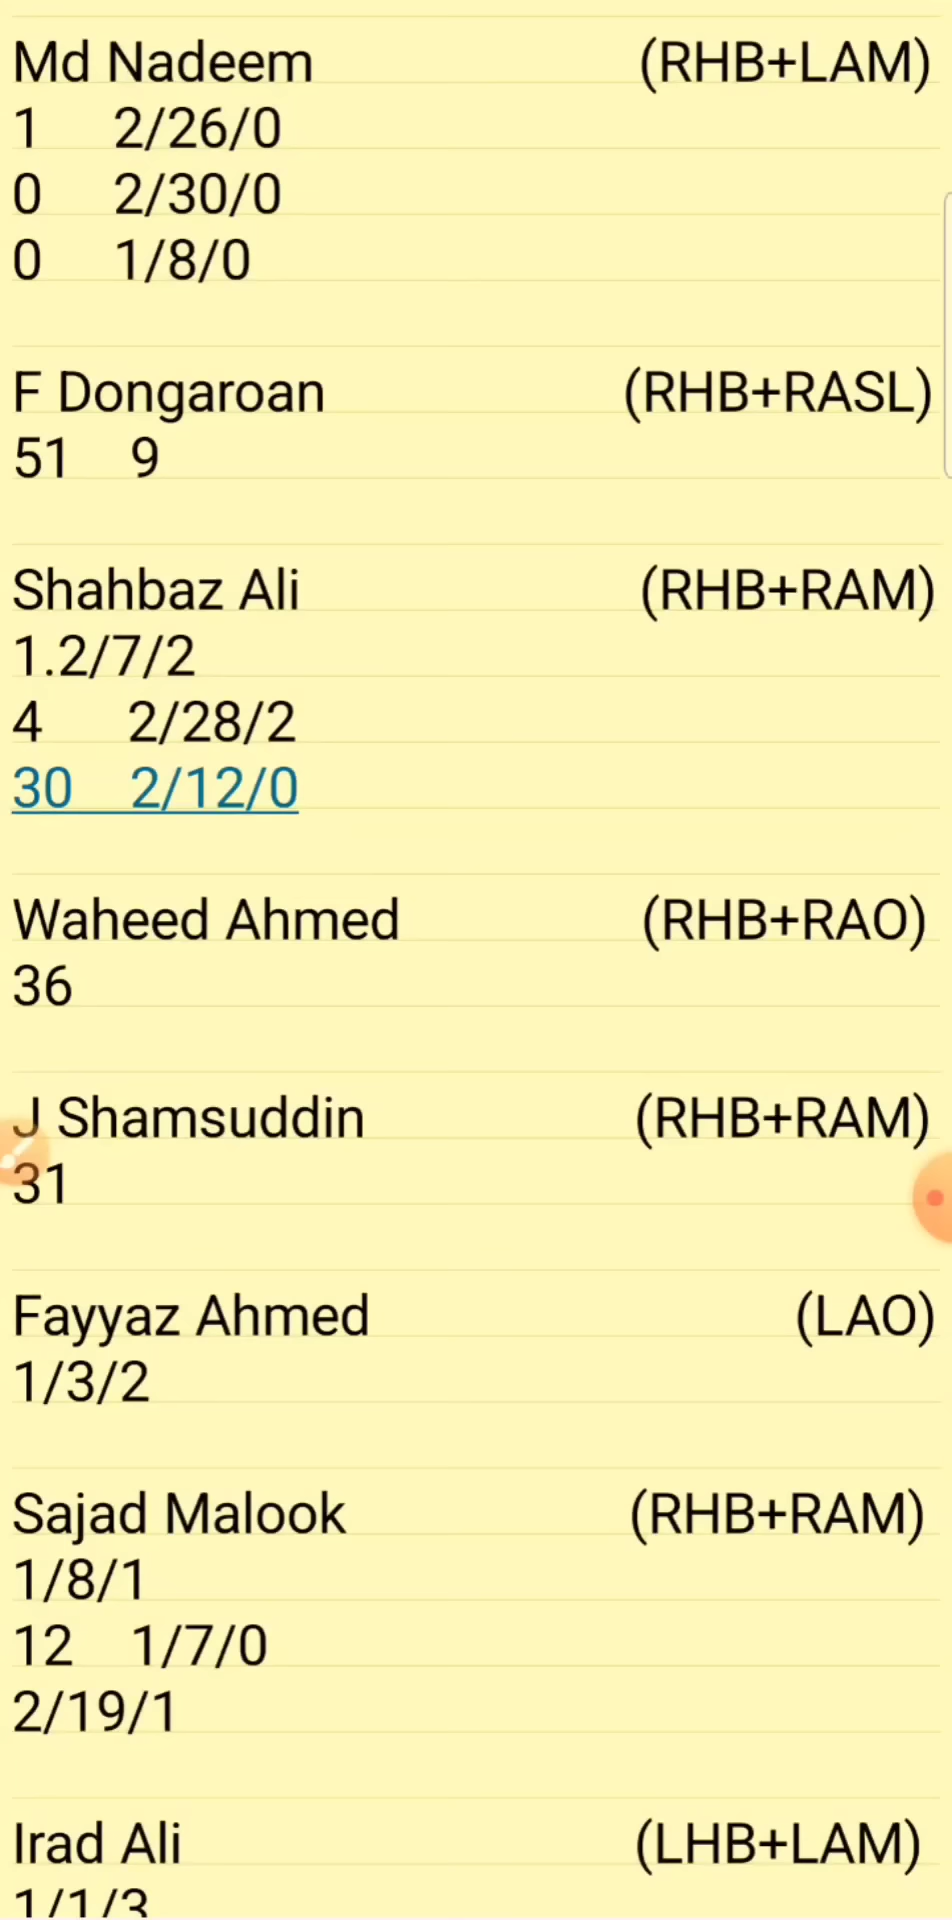 Md Nadeem (RHB+LAM)
1 2/26/0
0 2/30/0
0 1/8/0
F Dongaroan (RHB+RASL)
51 9
Shahbaz Ali (RHB+RAM)
1.2/7/2
4 2/28/2
30 2/12/0
Waheed Ahmed (RHB+RAO)
36
J Shamsuddin (RHB+RAM)
31
Fayyaz Ahmed (LAO)
1/3/2
Sajad Malook (RHB+RAM)
1/8/1
12 1/7/0
2/19/1
Irad Ali (LHB+LAM)
1/1/3